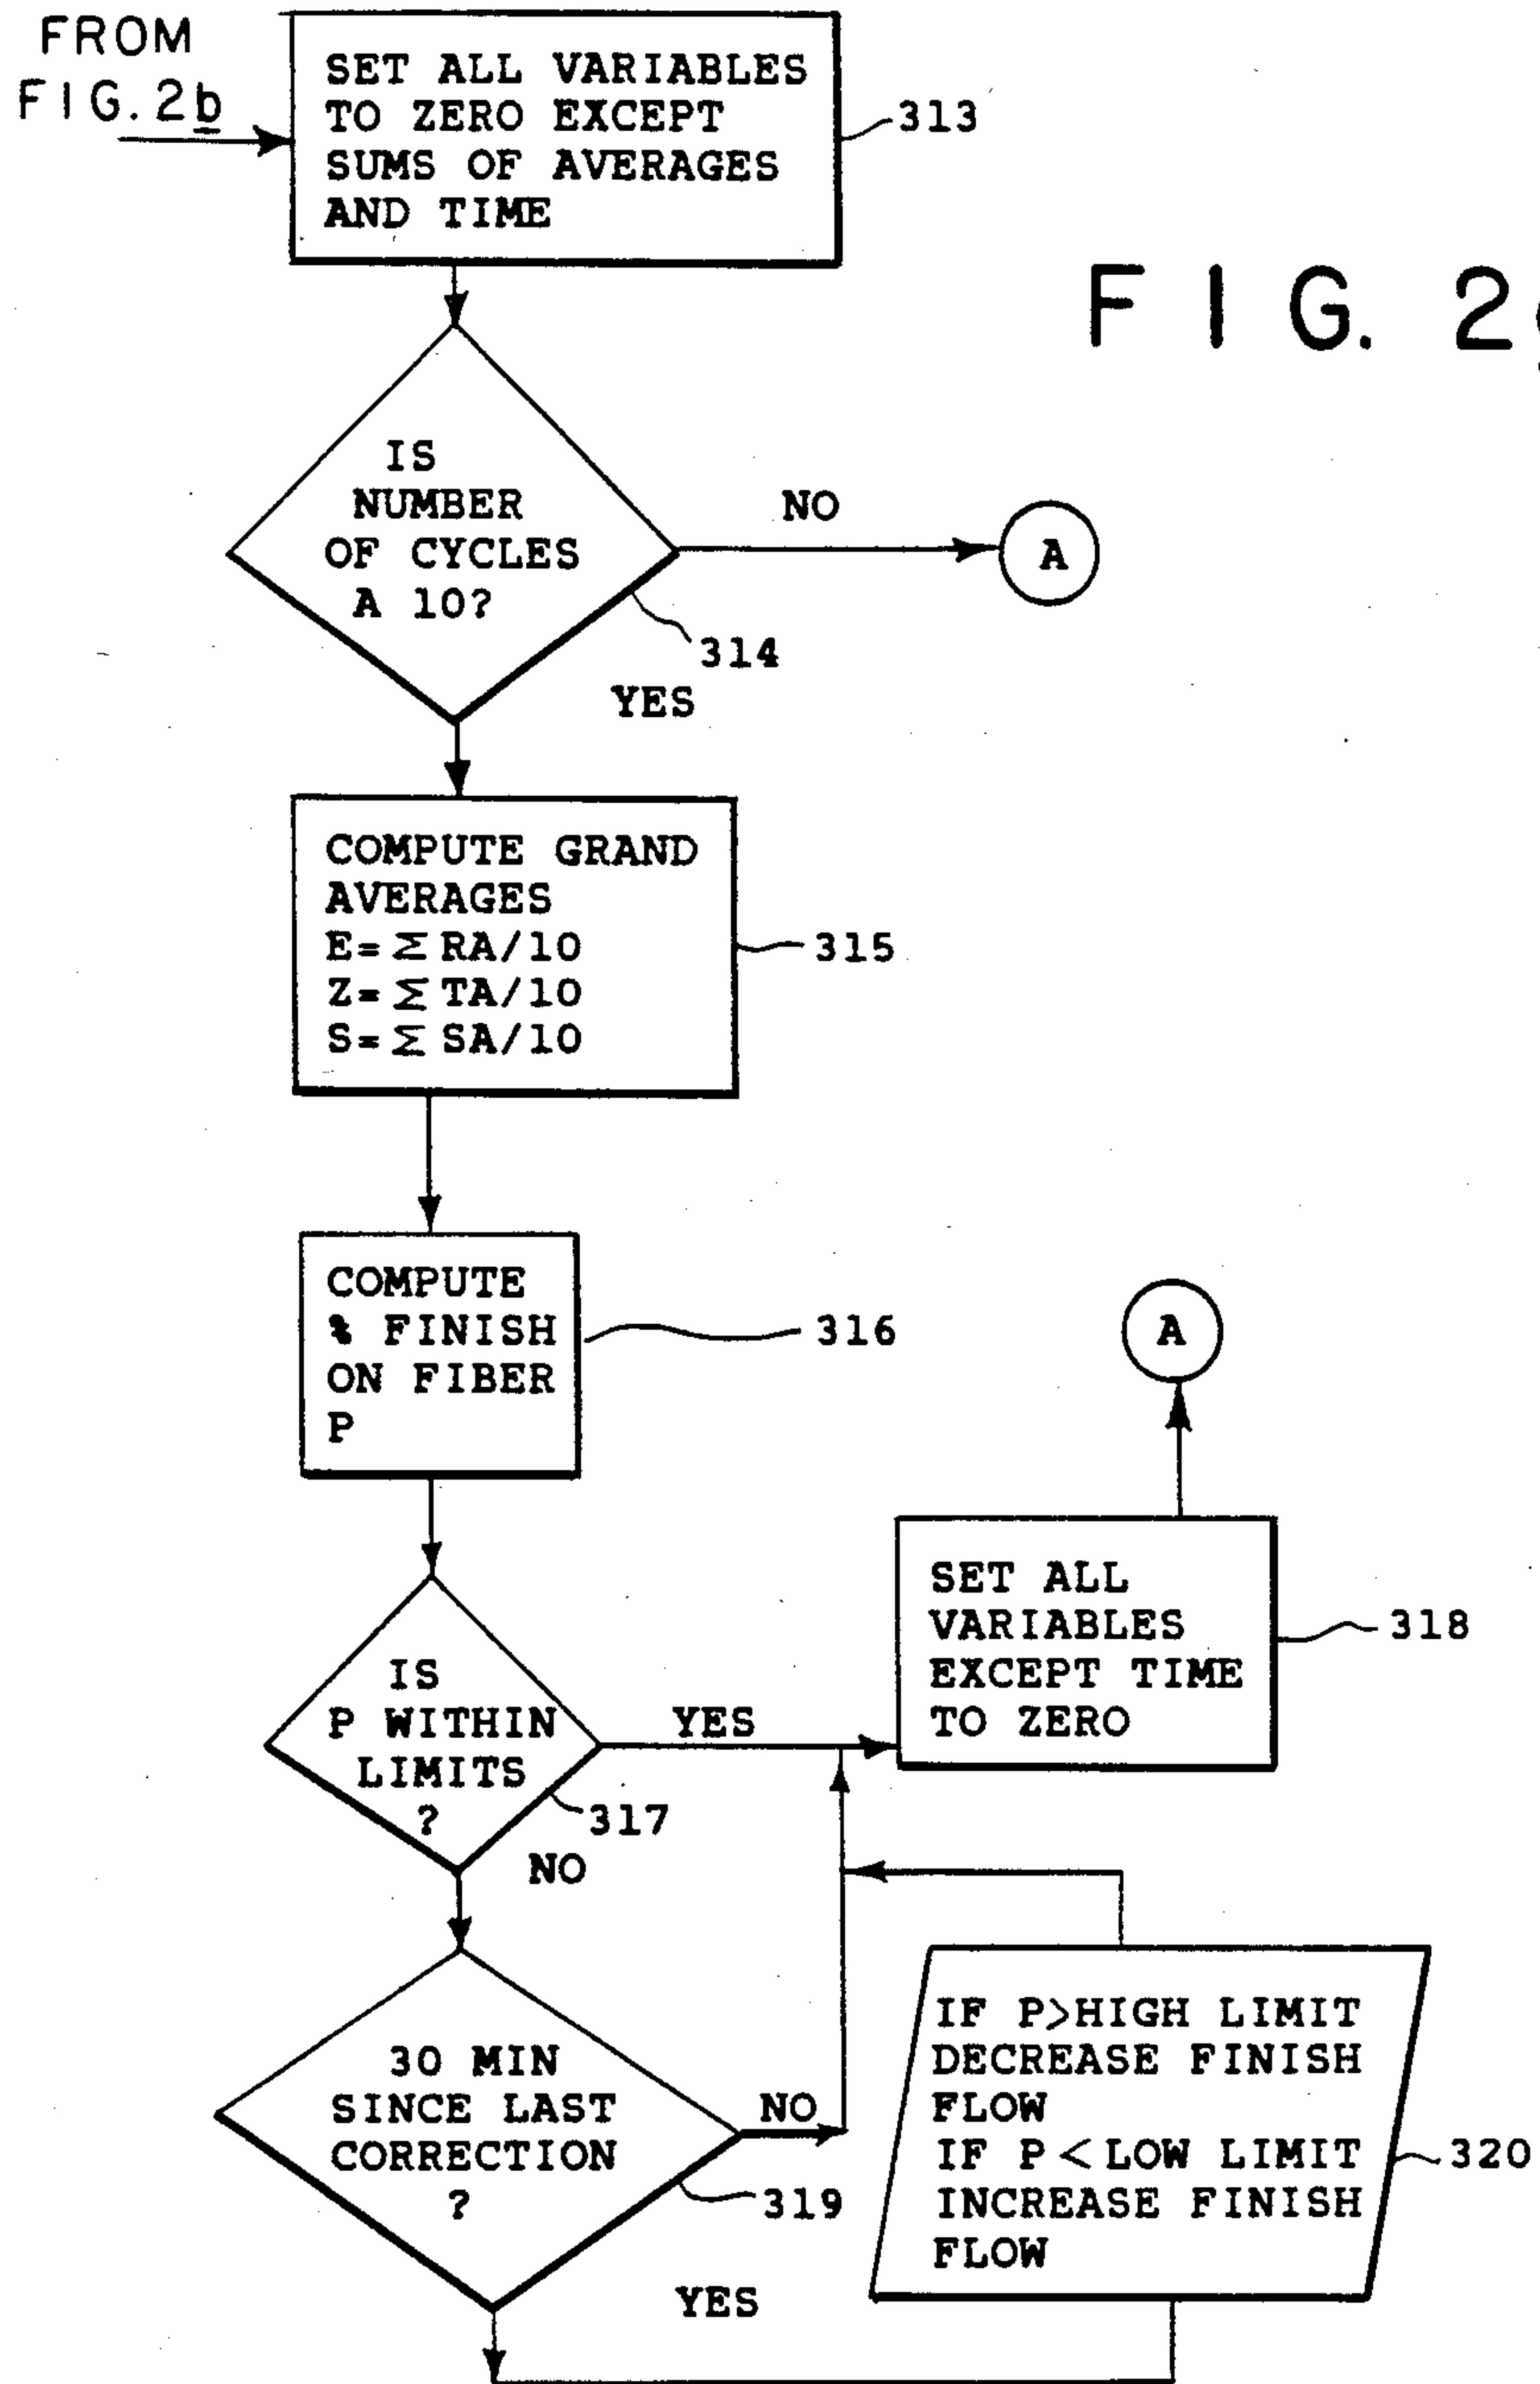 FROM
FIG. 2b
SET ALL VARIABLES
TO ZERO EXCEPT
SUMS OF AVERAGES
AND TIME
313
FIG. 2
IS
NUMBER
OF CYCLES
A 10?
NO
A
314
YES
COMPUTE GRAND
AVERAGES
E=ΣRA/10
Z=ΣTA/10
S=ΣSA/10
315
COMPUTE
% FINISH
ON FIBER
P
316
A
SET ALL
VARIABLES
EXCEPT TIME
TO ZERO
318
IS
P WITHIN
LIMITS
?
YES
317
NO
30 MIN
SINCE LAST
CORRECTION
?
NO
319
YES
IF P>HIGH LIMIT
DECREASE FINISH
FLOW
IF P<LOW LIMIT
INCREASE FINISH
FLOW
320